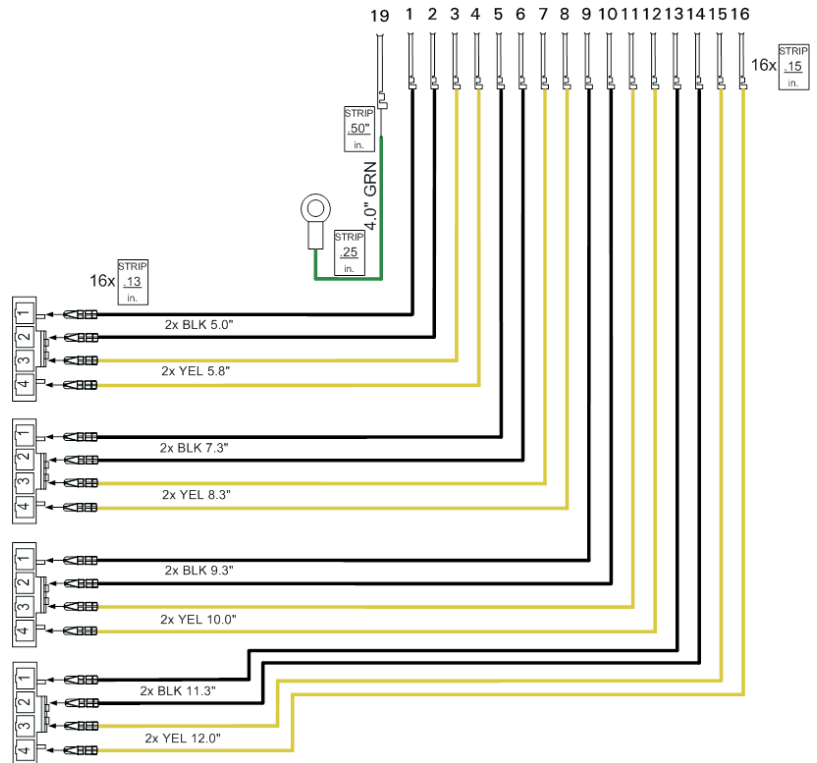 19 1 2 3 4 5 6 7 8 9 10 11 12 13 14 15 16
16x
STRIP
.15
in.
STRIP
.50"
in.
4.0" GRN
STRIP
.25
in.
16x
STRIP
.13
in.
1
2x BLK 5.0"
2
3
2x YEL 5.8"
4
1
2x BLK 7.3"
2
3
2x YEL 8.3"
4
1
2x BLK 9.3"
2
3
2x YEL 10.0"
4
1
2x BLK 11.3"
2
3
2x YEL 12.0"
4